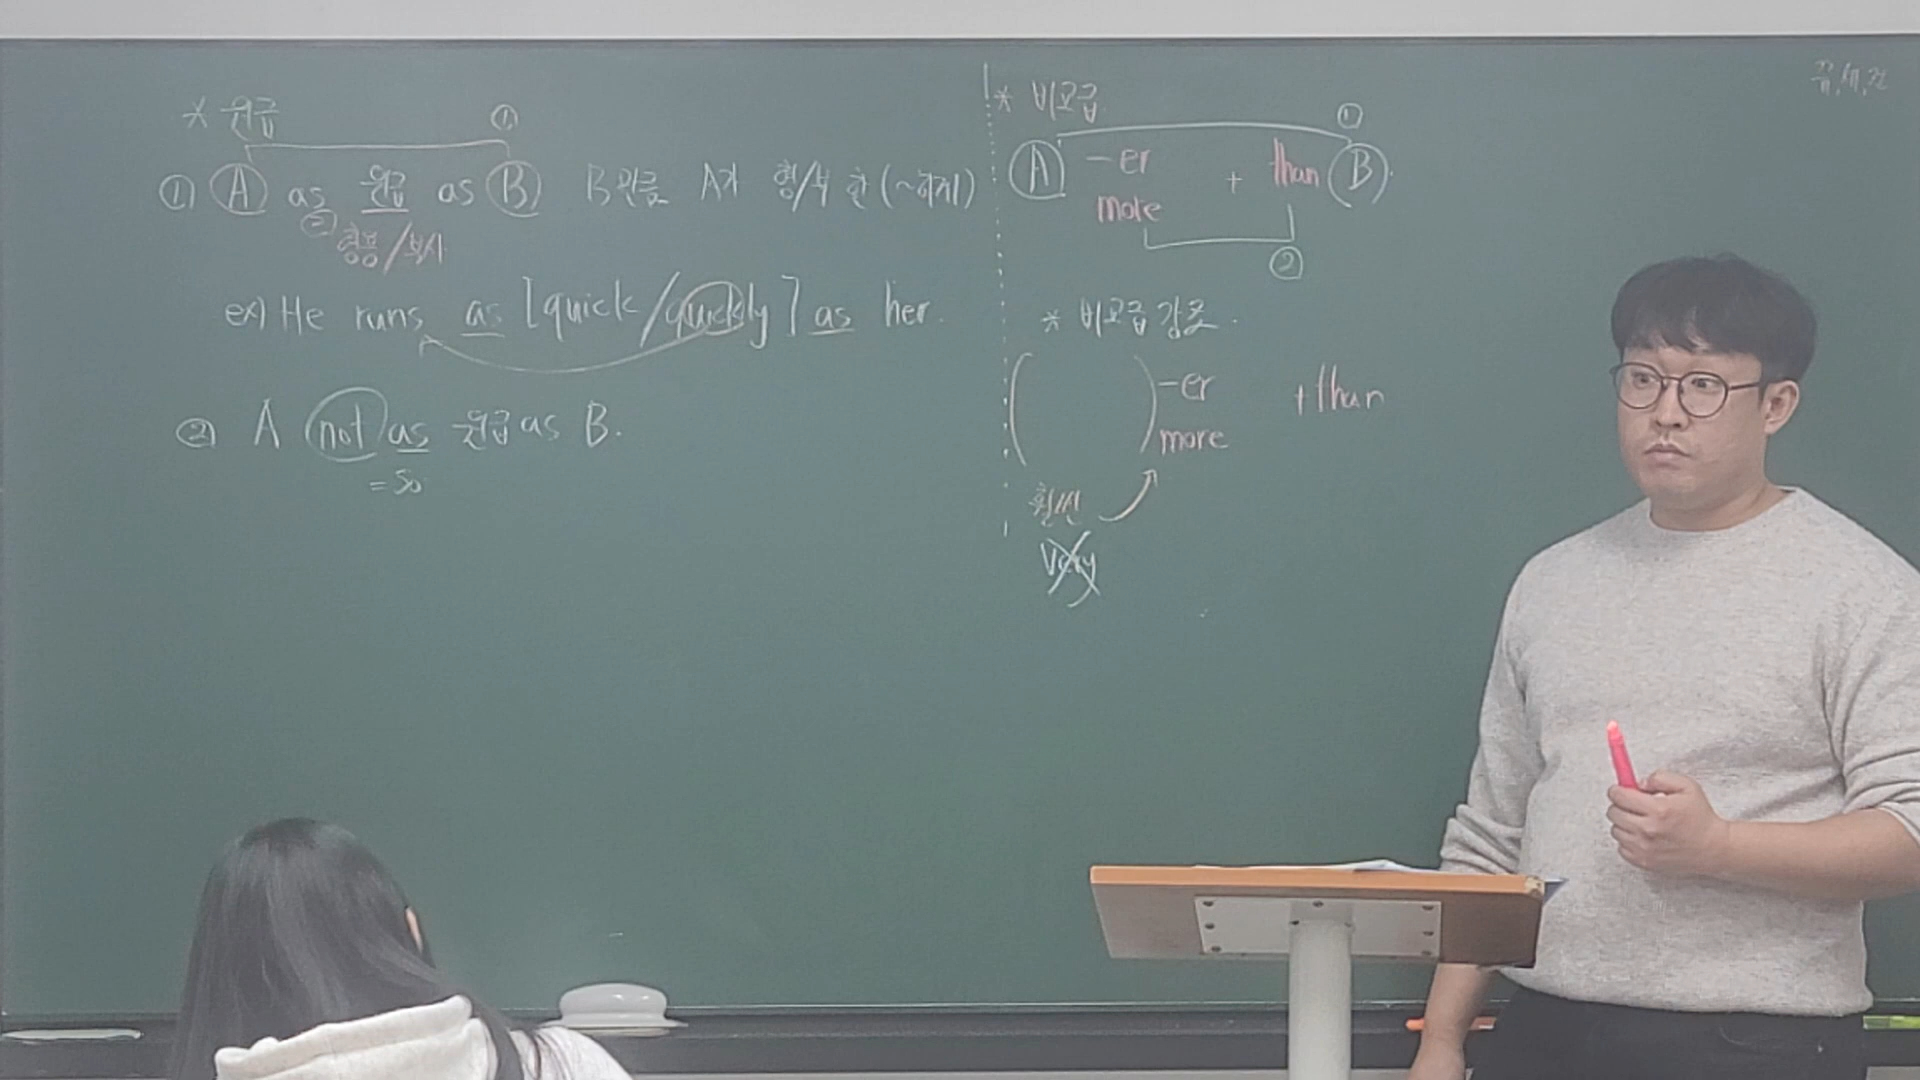 * 원급
①
① A as 원급 as B B만큼 A가 형/부 한 (~하게)
② 형용/부사
ex) He runs as [quick/quickly] as her.
② A not as 원급 as B.
= so
* 비교급
①
A -er + than B
more
②
* 비교급 강조.
( ) -er + than
more
훨씬
Very